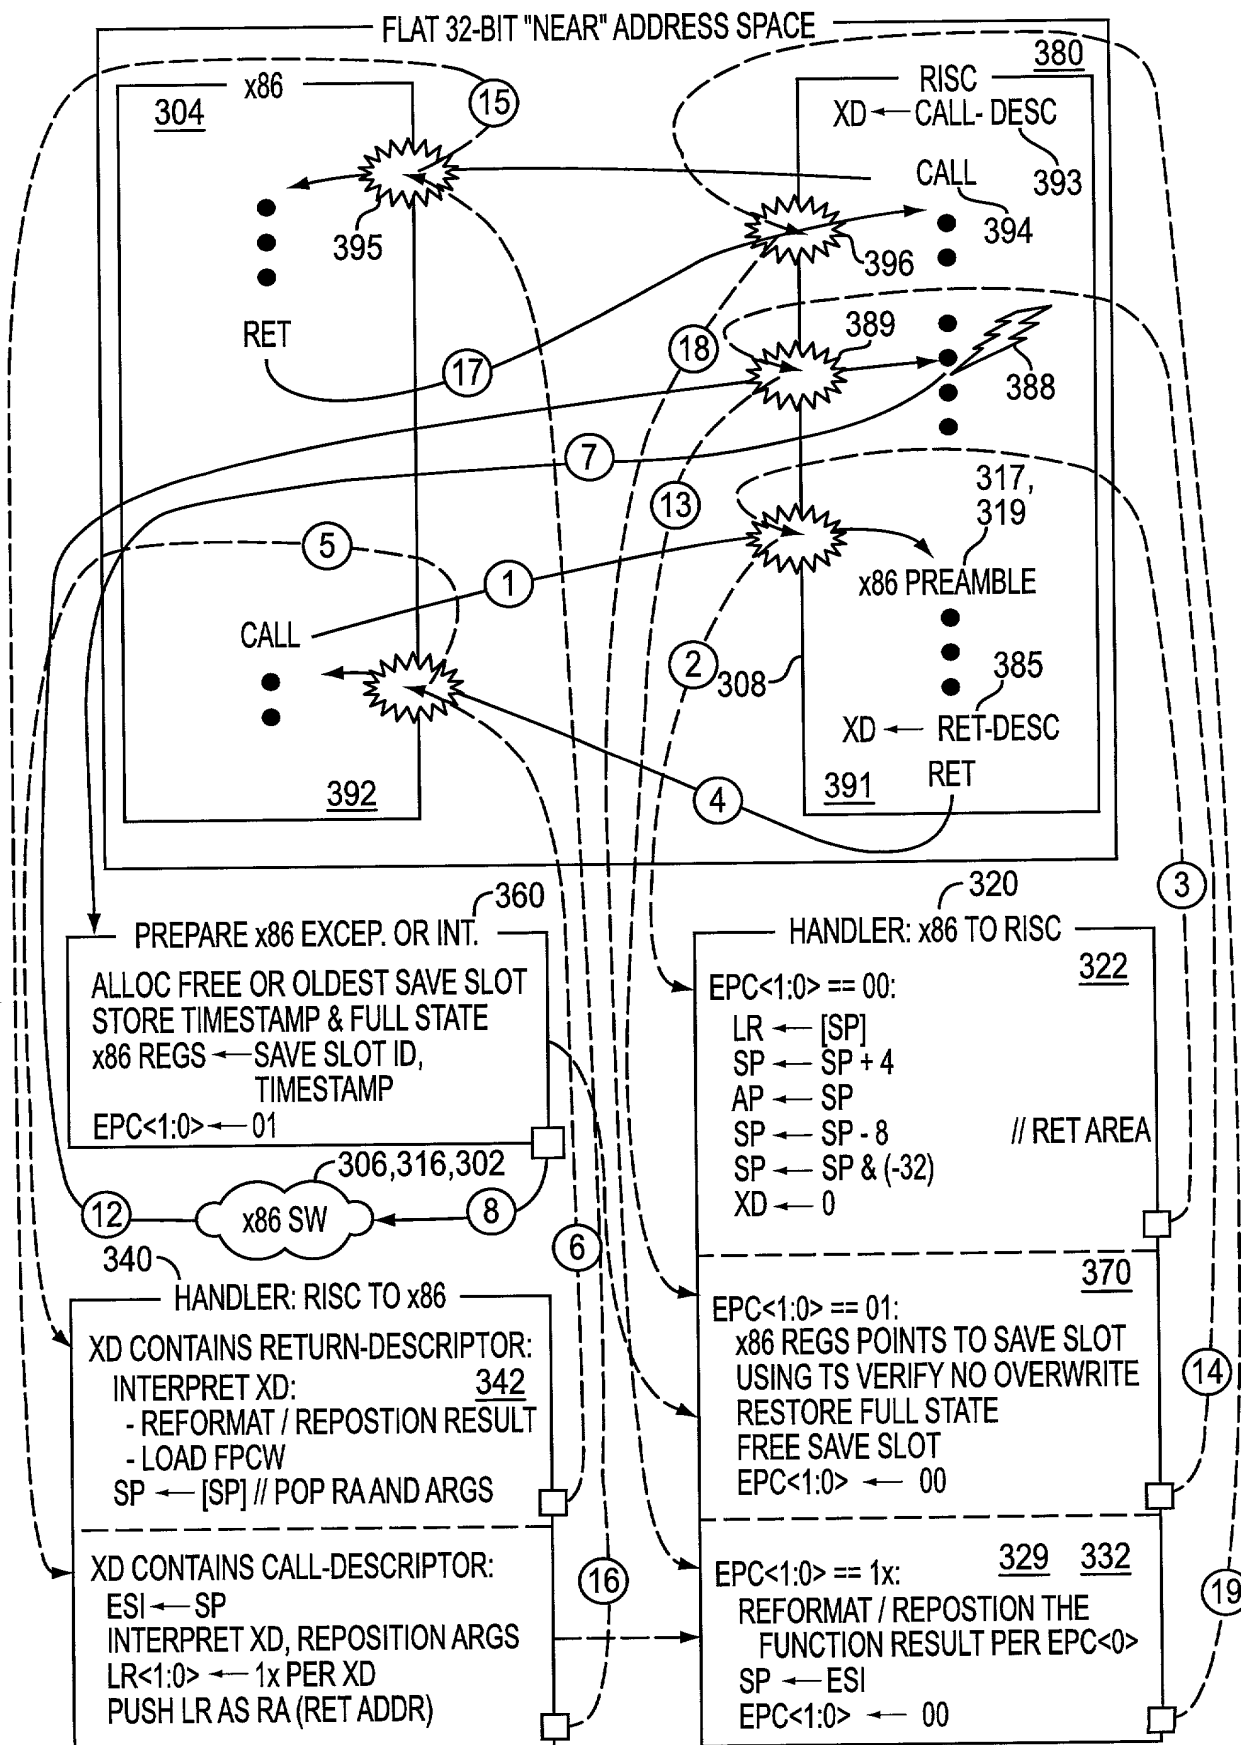 FLAT 32-BIT "NEAR" ADDRESS SPACE
380
x86
304
15
RISC
XD ← CALL- DESC
393
CALL
394
395
396
RET
17
18
389
388
7
13
317,
319
5
1
x86 PREAMBLE
CALL
2
308
385
XD ← RET-DESC
RET
392
4
391
3
360
PREPARE x86 EXCEP. OR INT.
ALLOC FREE OR OLDEST SAVE SLOT
STORE TIMESTAMP & FULL STATE
x86 REGS ← SAVE SLOT ID,
TIMESTAMP
EPC<1:0> ← 01
306,316,302
12
x86 SW
8
6
320
HANDLER: x86 TO RISC
322
EPC<1:0> == 00:
LR ← [SP]
SP ← SP + 4
AP ← SP
SP ← SP - 8 // RET AREA
SP ← SP & (-32)
XD ← 0
370
EPC<1:0> == 01:
x86 REGS POINTS TO SAVE SLOT
USING TS VERIFY NO OVERWRITE
RESTORE FULL STATE
FREE SAVE SLOT
EPC<1:0> ← 00
14
329 332
EPC<1:0> == 1x:
REFORMAT / REPOSTION THE
FUNCTION RESULT PER EPC<0>
SP ← ESI
EPC<1:0> ← 00
19
340
HANDLER: RISC TO x86
XD CONTAINS RETURN-DESCRIPTOR:
INTERPRET XD: 342
- REFORMAT / REPOSTION RESULT
- LOAD FPCW
SP ← [SP] // POP RA AND ARGS
XD CONTAINS CALL-DESCRIPTOR:
ESI ← SP
INTERPRET XD, REPOSITION ARGS
LR<1:0> ← 1x PER XD
PUSH LR AS RA (RET ADDR)
16